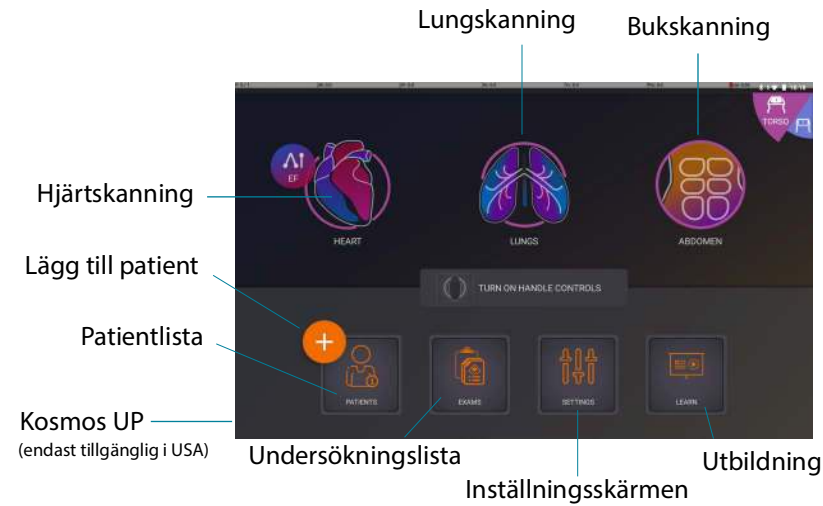 Lungskanning
Bukskanning
TORSO
EF
Hjärtskanning
HEART
LUNGS
ABDOMEN
Lägg till patient
TURN ON HANDLE CONTROLS
Patientlista
PATIENTS
EXAMS
SETTINGS
LEARN
Kosmos UP
(endast tillgänglig i USA)
Undersökningslista
Utbildning
Inställningsskärmen